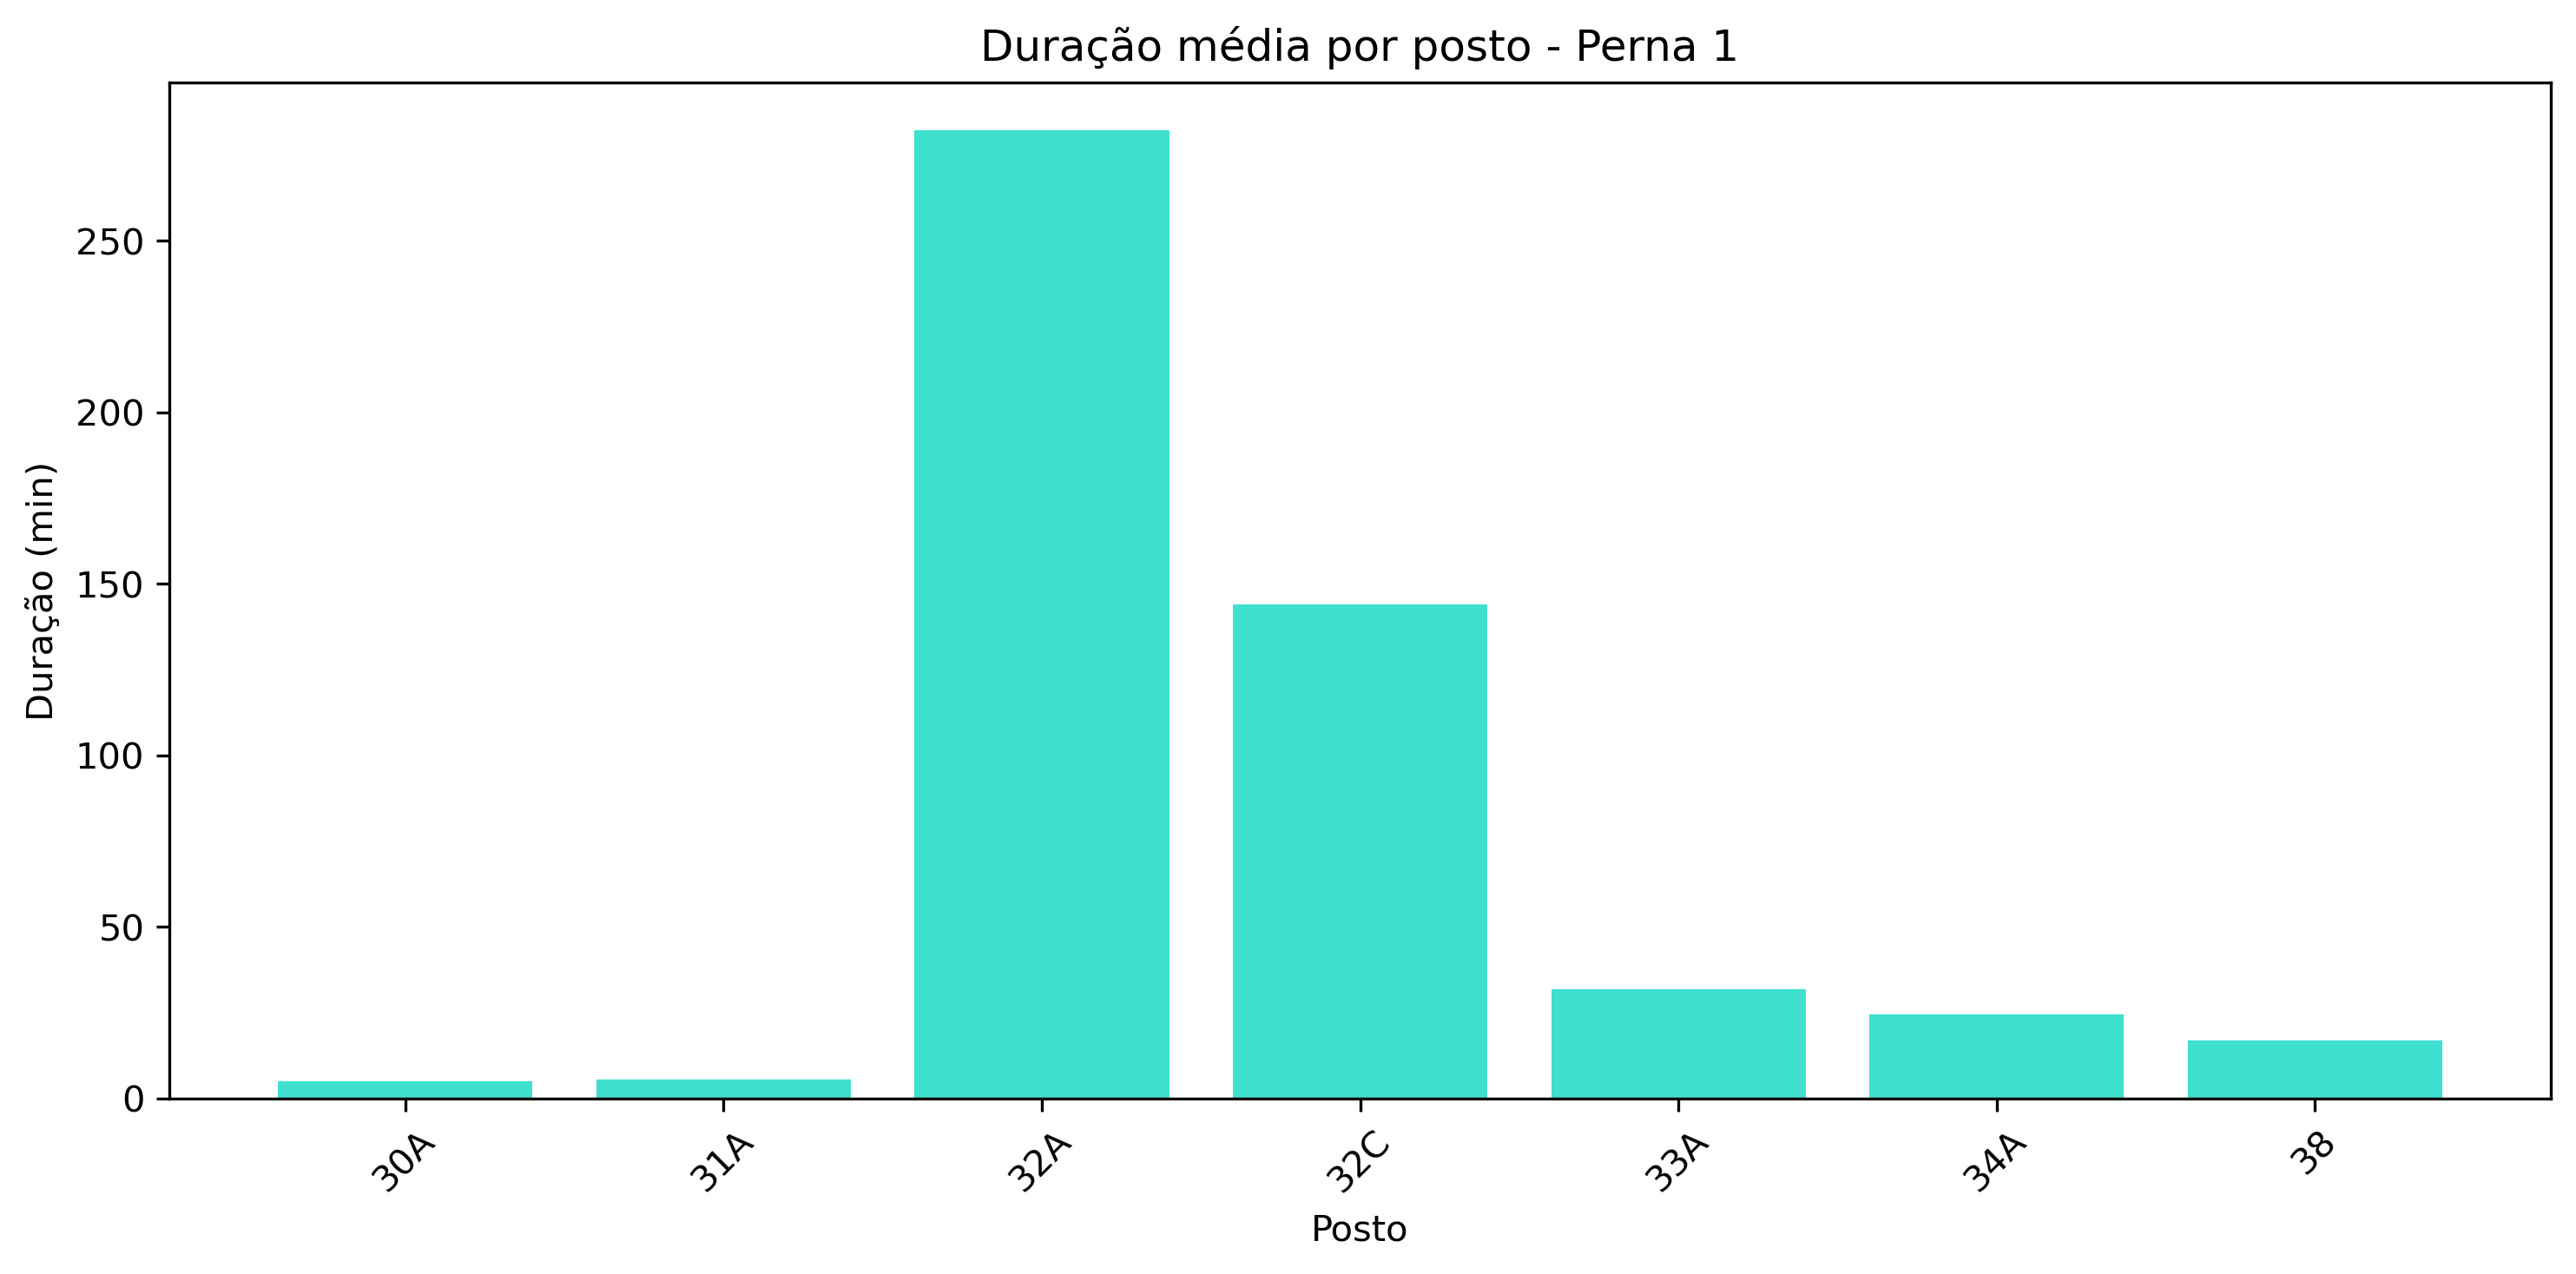 Duração média por posto - Perna 1
Duração (min)
250
200
150
100
50
0
30A
31A
32A
32C
33A
34A
38
Posto